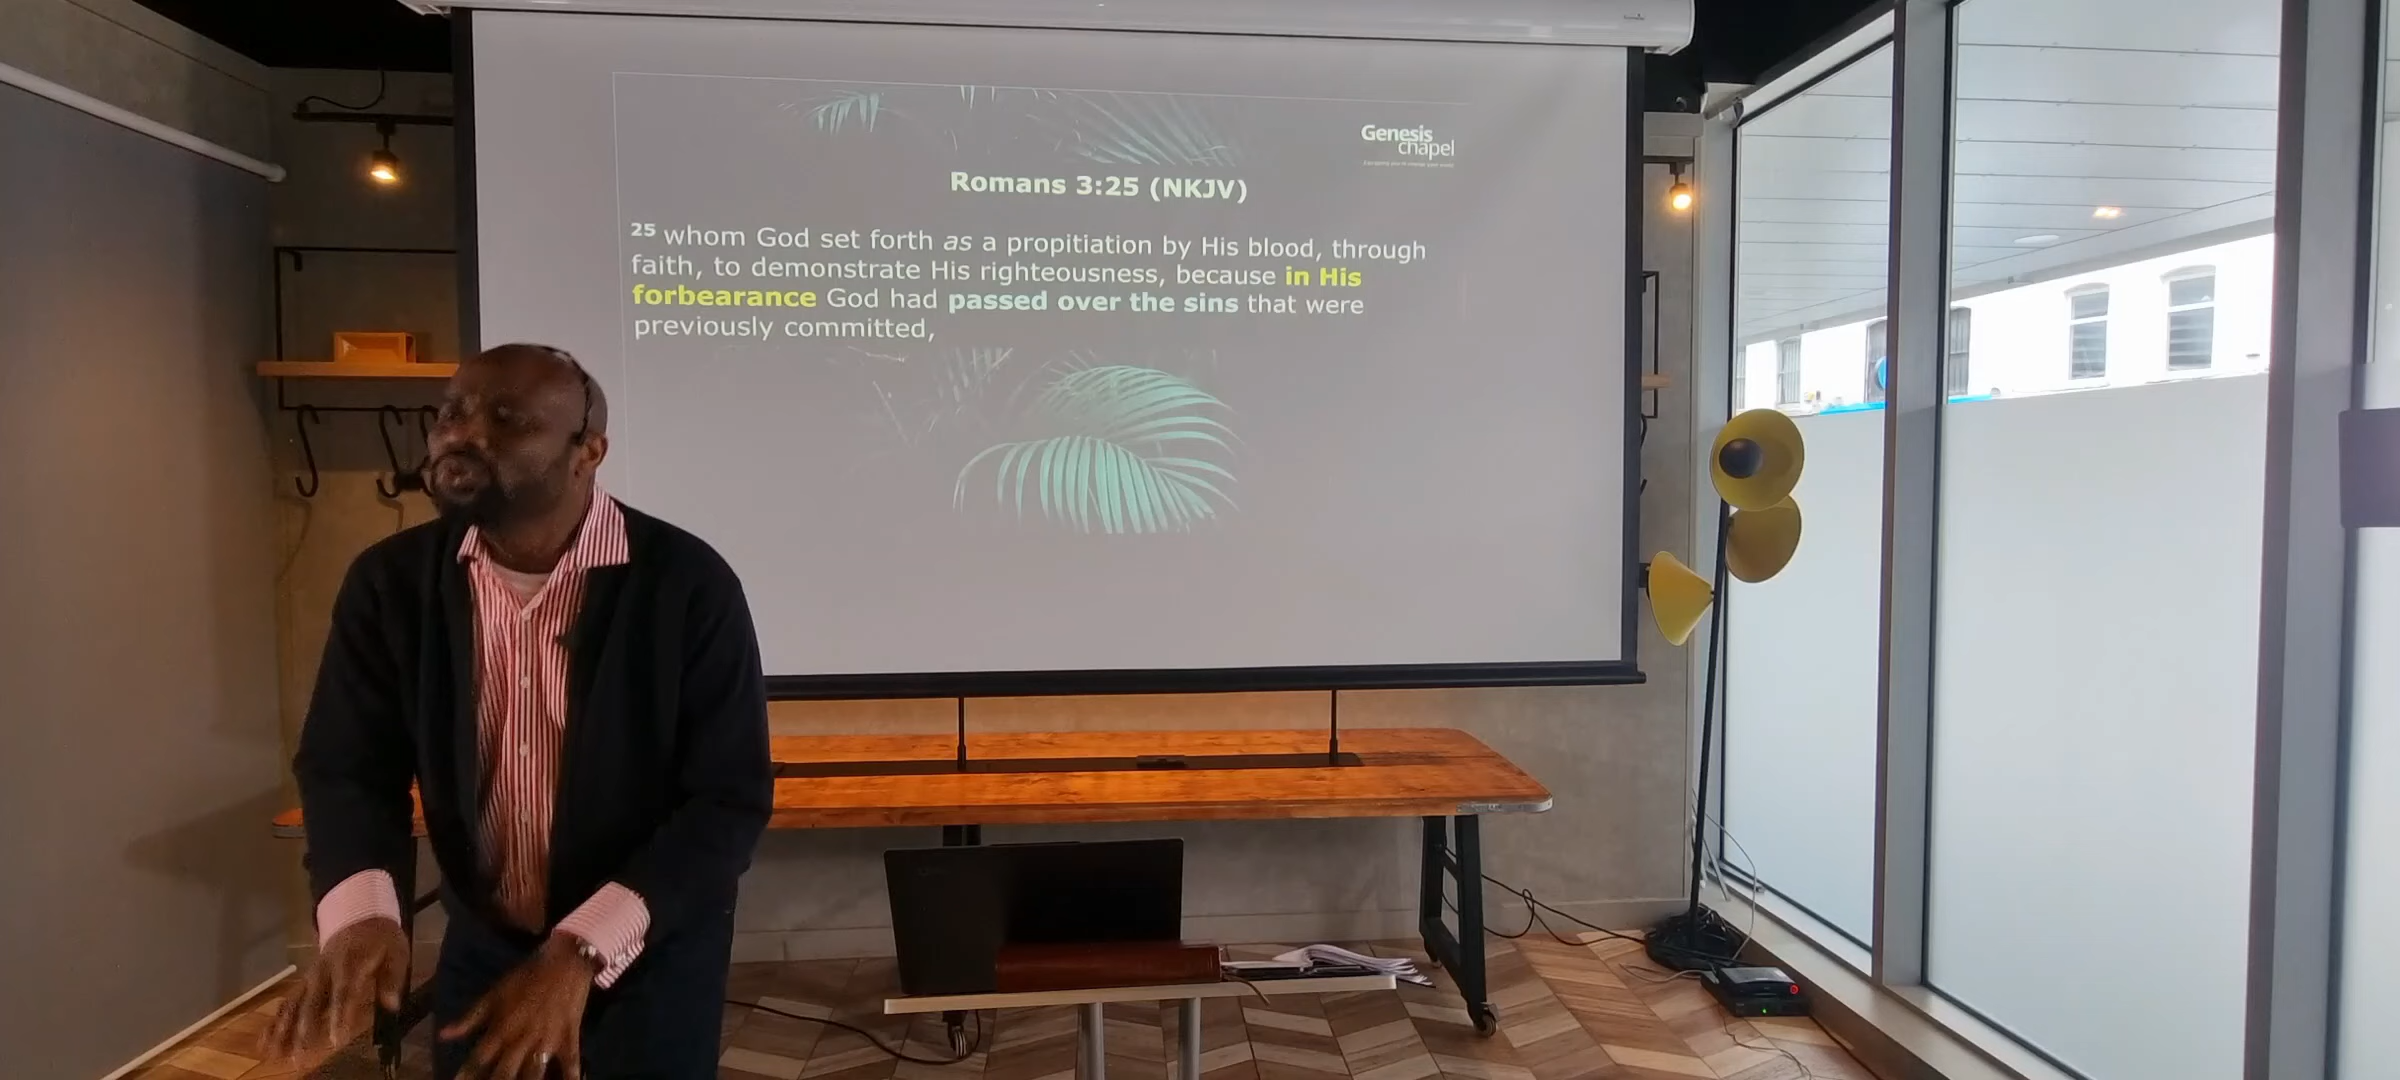 Genesis
chapel
Romans 3:25 (NKJV)
25 whom God set forth as a propitiation by His blood, through
faith, to demonstrate His righteousness, because in His
forbearance God had passed over the sins that were
previously committed,